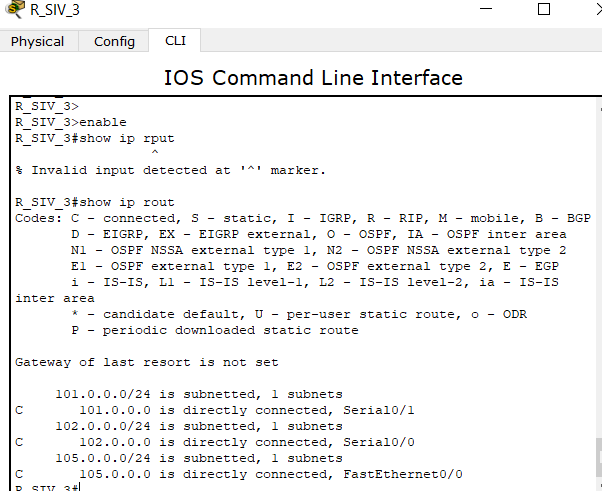 R_SIV_3
Physical Config CLI
IOS Command Line Interface
R_SIV_3>
R_SIV_3>enable
R_SIV_3#show ip rput
^
% Invalid input detected at '^' marker.
R_SIV_3#show ip rout
Codes: C - connected, S - static, I - IGRP, R - RIP, M - mobile, B - BGP
D - EIGRP, EX - EIGRP external, O - OSPF, IA - OSPF inter area
N1 - OSPF NSSA external type 1, N2 - OSPF NSSA external type 2
E1 - OSPF external type 1, E2 - OSPF external type 2, E - EGP
i - IS-IS, L1 - IS-IS level-1, L2 - IS-IS level-2, ia - IS-IS
inter area
* - candidate default, U - per-user static route, o - ODR
P - periodic downloaded static route
Gateway of last resort is not set
101.0.0.0/24 is subnetted, 1 subnets
C 101.0.0.0 is directly connected, Serial0/1
102.0.0.0/24 is subnetted, 1 subnets
C 102.0.0.0 is directly connected, Serial0/0
105.0.0.0/24 is subnetted, 1 subnets
C 105.0.0.0 is directly connected, FastEthernet0/0
R_SIV_3#